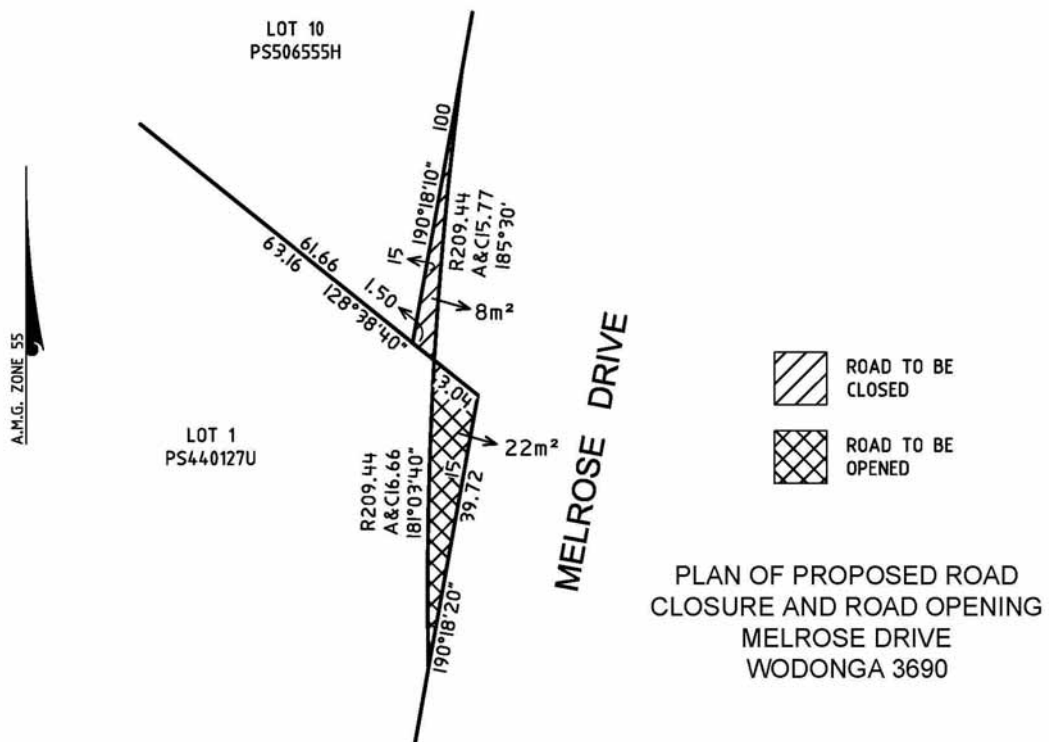 LOT 10
PS506555H
100
190°18'10"
R209.44
A&C15.77
185°30'
15
61.66
63.16
1.50
128°38'40"
8m²
A.M.G. ZONE 55
3.04
LOT 1
PS440127U
22m²
15
39.72
R209.44
A&C16.66
181°03'40"
190°18'20"
MELROSE DRIVE
ROAD TO BE
CLOSED
ROAD TO BE
OPENED
PLAN OF PROPOSED ROAD
CLOSURE AND ROAD OPENING
MELROSE DRIVE
WODONGA 3690